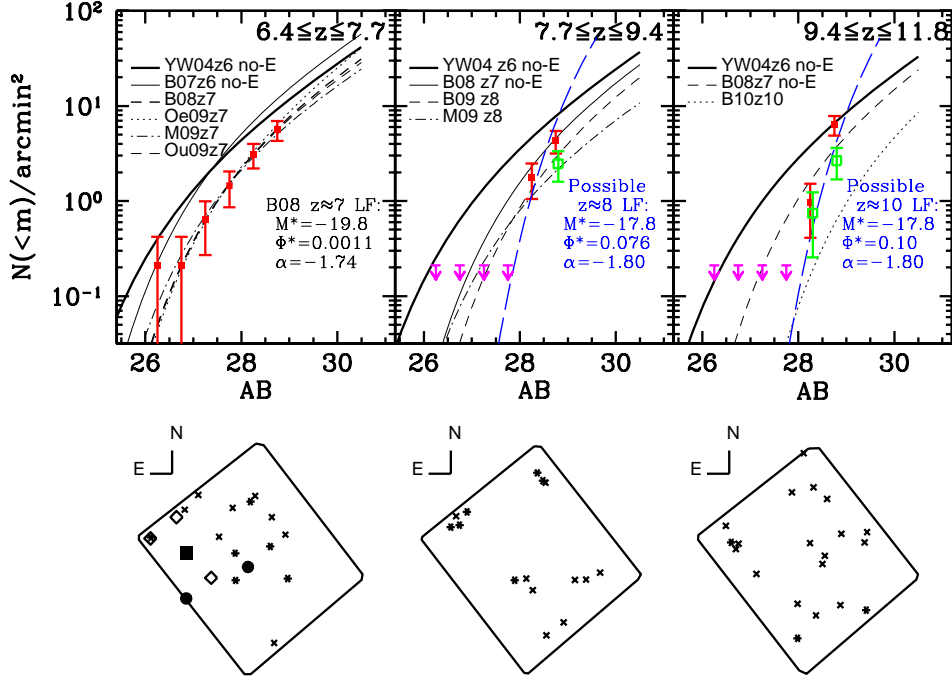 6.4≦z≦7.7
YW04z6 no-E
B07z6 no-E
B08z7
Oe09z7
M09z7
Ou09z7
B08 z≈7 LF:
M*=−19.8
Φ*=0.0011
α=−1.74
7.7≦z≦9.4
YW04 z6 no-E
B08 z7 no-E
B09 z8
M09 z8
Possible
z≈8 LF:
M*=−17.8
Φ*=0.076
α=−1.80
9.4≦z≦11.8
YW04 z6 no-E
B08z7 no-E
B10z10
Possible
z≈10 LF:
M*=−17.8
Φ*=0.10
α=−1.80
N(<m)/arcmin²
10²
10¹
10⁰
10⁻¹
26 28 30
26 28 30
26 28 30
AB
AB
AB
N
E
N
E
N
E